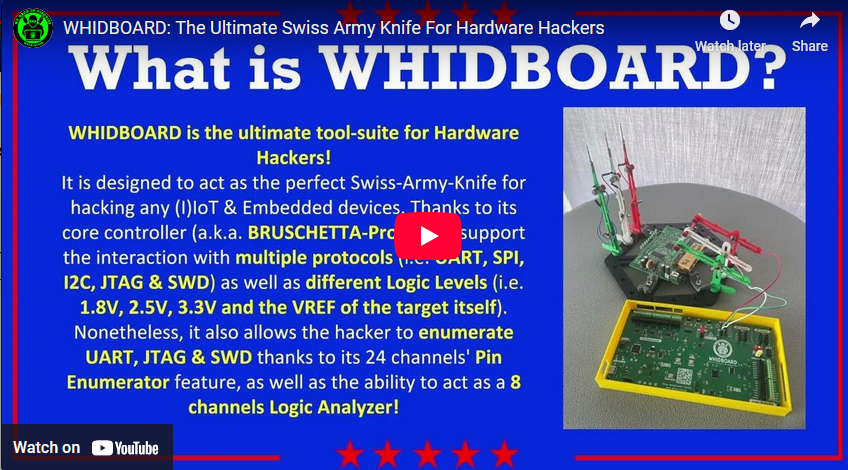 WHIDBOARD: The Ultimate Swiss Army Knife For Hardware Hackers
Watch later
Share
What is WHIDBOARD?
WHIDBOARD is the ultimate tool-suite for Hardware
Hackers!
It is designed to act as the perfect Swiss-Army-Knife for
hacking any (I)IoT & Embedded devices. Thanks to its
core controller (a.k.a. BRUSCHETTA-Pro support
the interaction with multiple protocols (i.e. UART, SPI,
I2C, JTAG & SWD) as well as different Logic Levels (i.e.
1.8V, 2.5V, 3.3V and the VREF of the target itself).
Nonetheless, it also allows the hacker to enumerate
UART, JTAG & SWD thanks to its 24 channels' Pin
Enumerator feature, as well as the ability to act as a 8
channels Logic Analyzer!
WHIDBOARD
Watch on YouTube